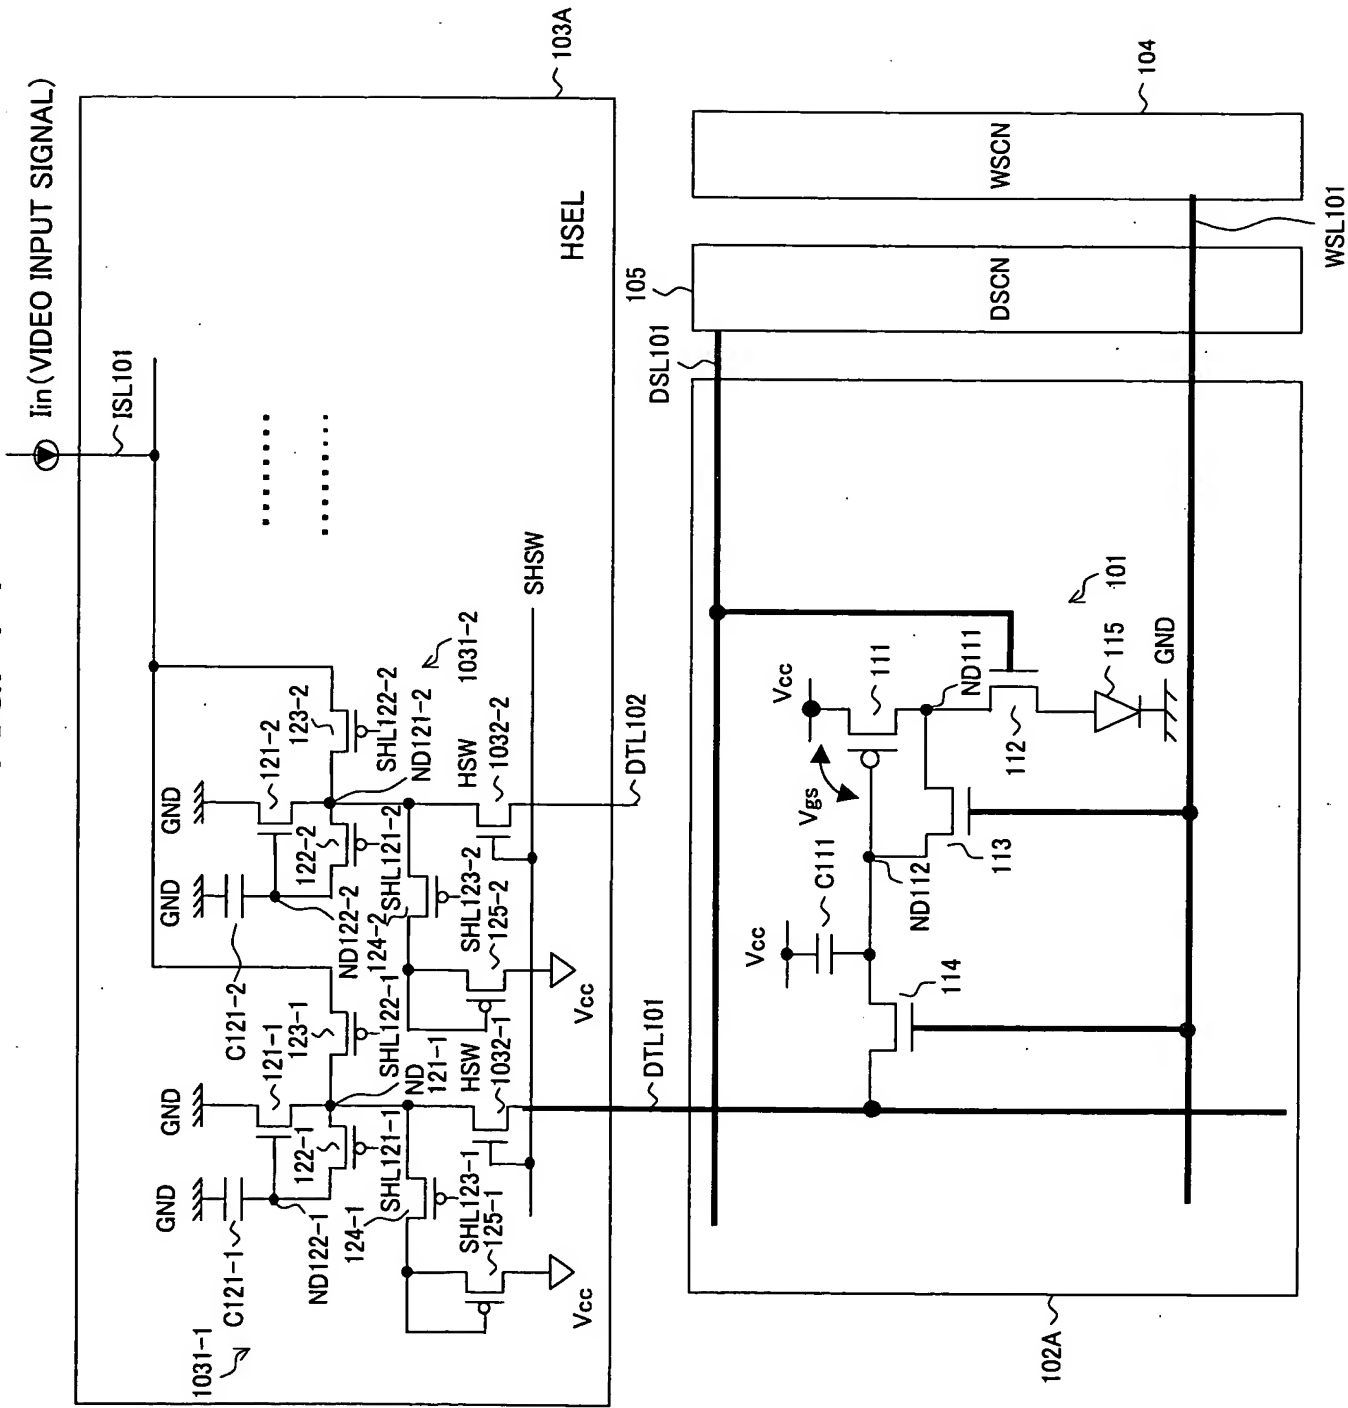 Iin(VIDEO INPUT SIGNAL)
ISL101
103A
HSEL
GND
C121-1
1031-1
ND122-1
GND
121-1
122-1
SHL121-1
124-1
SHL123-1
125-1
Vcc
123-1
SHL122-1
ND
121-1
HSW
1032-1
GND
C121-2
ND122-2
GND
121-2
122-2
SHL121-2
124-2
SHL123-2
125-2
Vcc
123-2
SHL122-2
ND121-2
1031-2
HSW
1032-2
SHSW
DTL102
DTL101
DSL101
105
DSCN
WSCN
104
WSL101
Vcc
C111
114
ND112
Vgs
Vcc
111
ND111
113
112
115
GND
101
102A